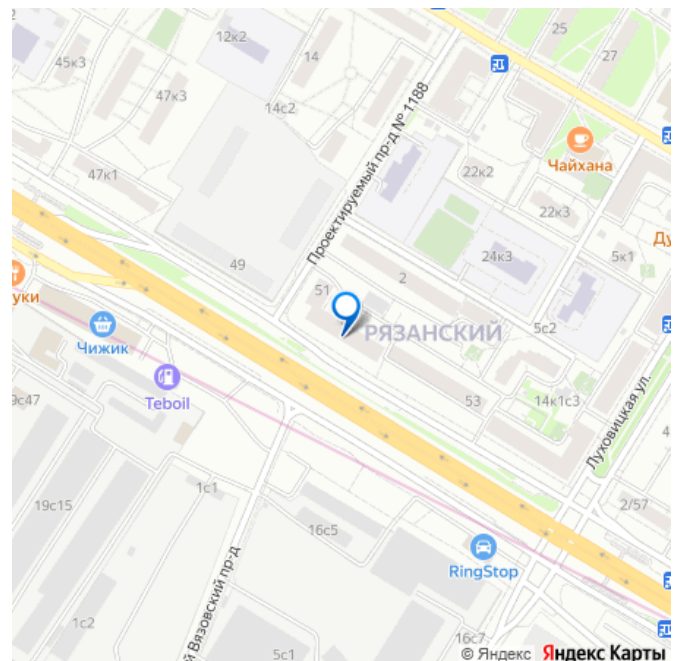 25
27
12к2
14
45к3
47к3
14с2
Проектируемый пр-д № 1188
Чайхана
47к1
22к2
22к3
24к3
5к1
Ду
49
2
51
уки
Чижик
РЯЗАНСКИЙ
5с2
Teboil
9с47
53
14к1с3
Луховицкая ул.
4
1с1
2/57
19с15
16с5
RingStop
й Вязовский пр-д
1с2
5с1
16с7
© Яндекс Яндекс Карты